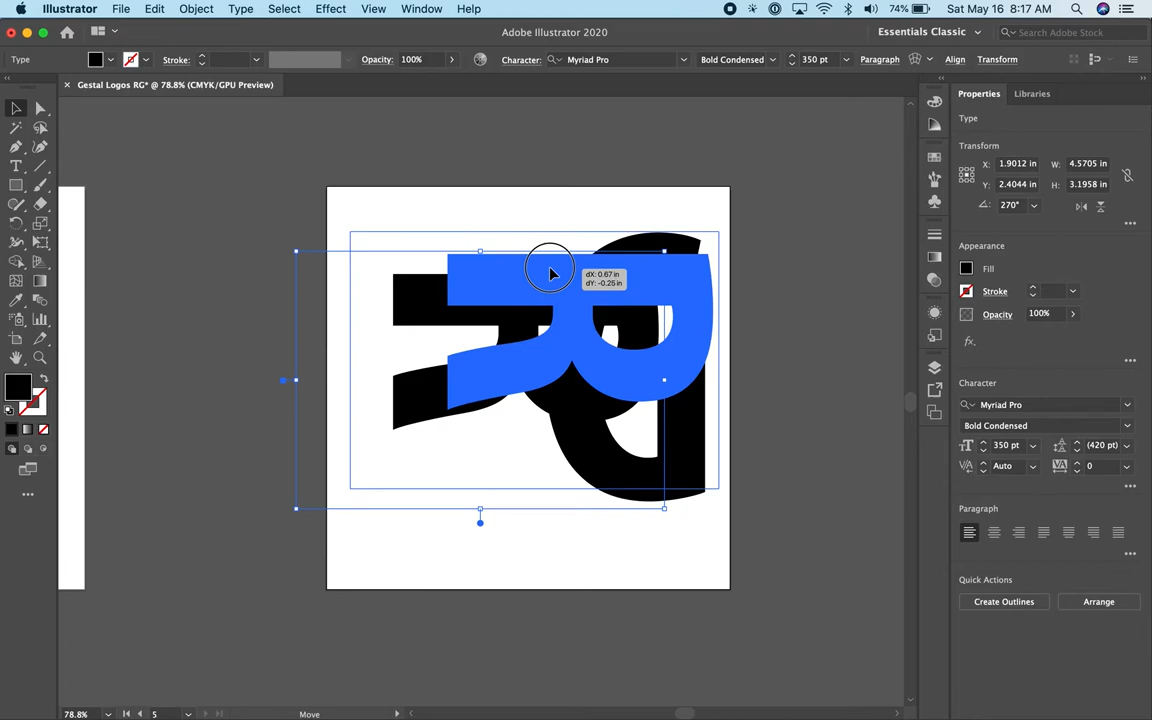 Illustrator File Edit Object Type Select Effect View Window Help 74% Sat May 16 8:17 AM
Adobe Illustrator 2020 Essentials Classic Search Adobe Stock
Type Stroke: Opacity: 100% Character: Myriad Pro Bold Condensed 350 pt Paragraph Align Transform
× Gestal Logos RG* @ 78.8% (CMYK/GPU Preview)
Properties Libraries
Type
Transform
X: 1.9012 in W: 4.5705 in
Y: 2.4044 in H: 3.1958 in
270°
Appearance
Fill
Stroke
Opacity 100%
fx.
Character
Myriad Pro
Bold Condensed
350 pt (420 pt)
Auto 0
Paragraph
Quick Actions
Create Outlines Arrange
R
G
R
dX: 0.67 in
dY: -0.25 in
78.8% 5 Move